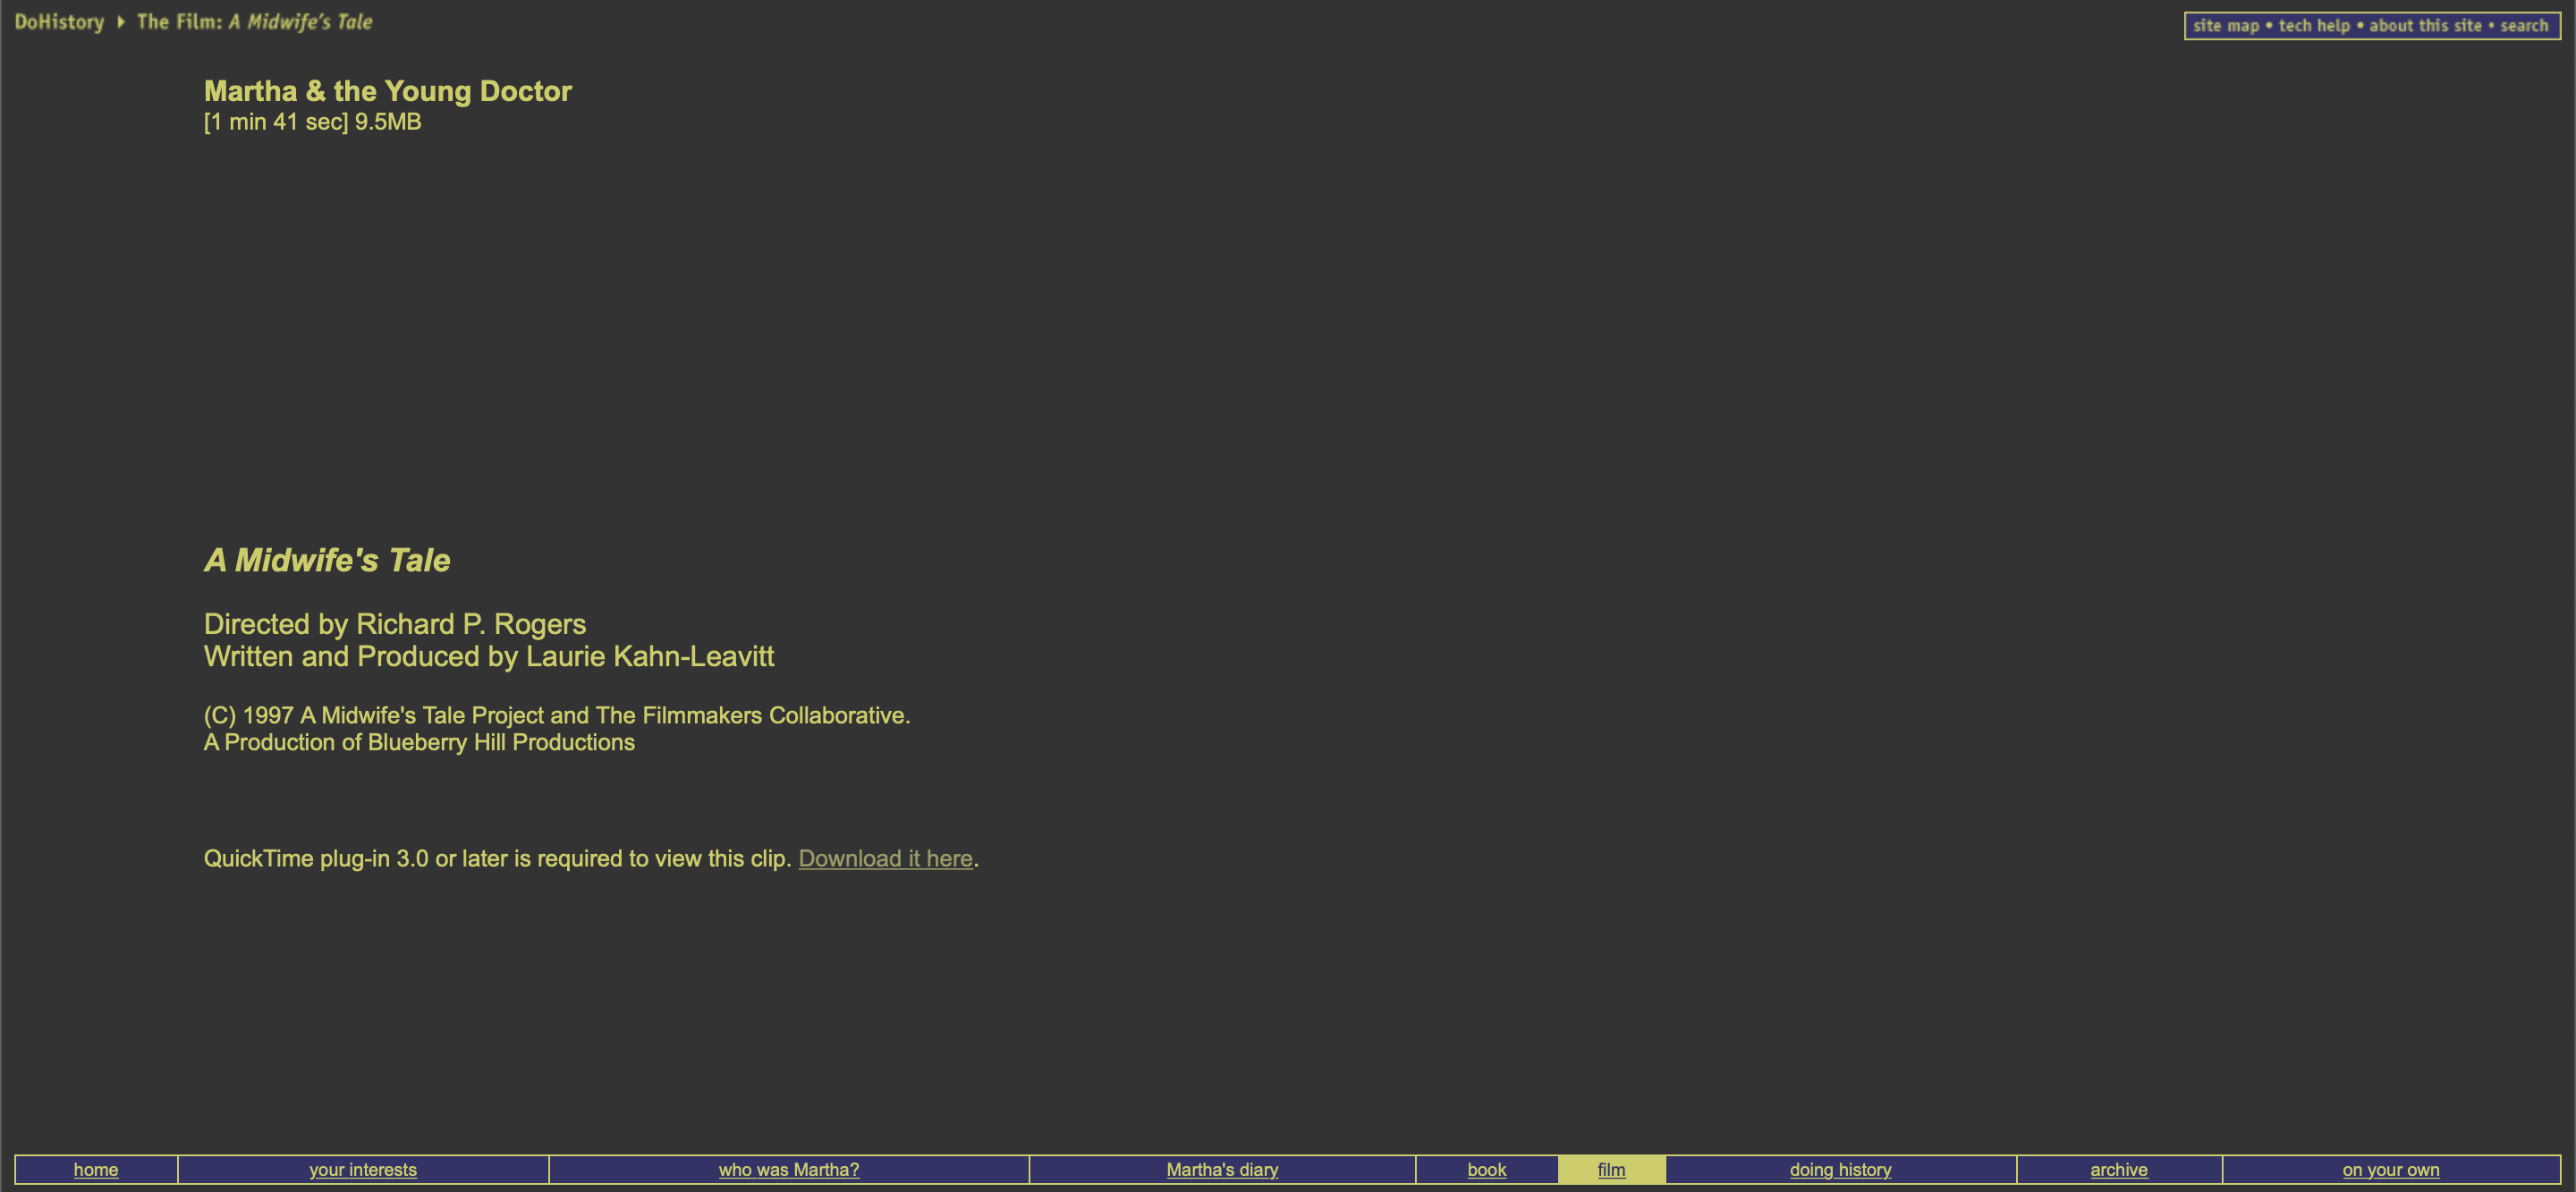 DoHistory ▸ The Film: A Midwife's Tale
site map • tech help • about this site • search
Martha & the Young Doctor
[1 min 41 sec] 9.5MB
A Midwife's Tale
Directed by Richard P. Rogers
Written and Produced by Laurie Kahn-Leavitt
(C) 1997 A Midwife's Tale Project and The Filmmakers Collaborative.
A Production of Blueberry Hill Productions
QuickTime plug-in 3.0 or later is required to view this clip. Download it here.
home your interests who was Martha? Martha's diary book film doing history archive on your own